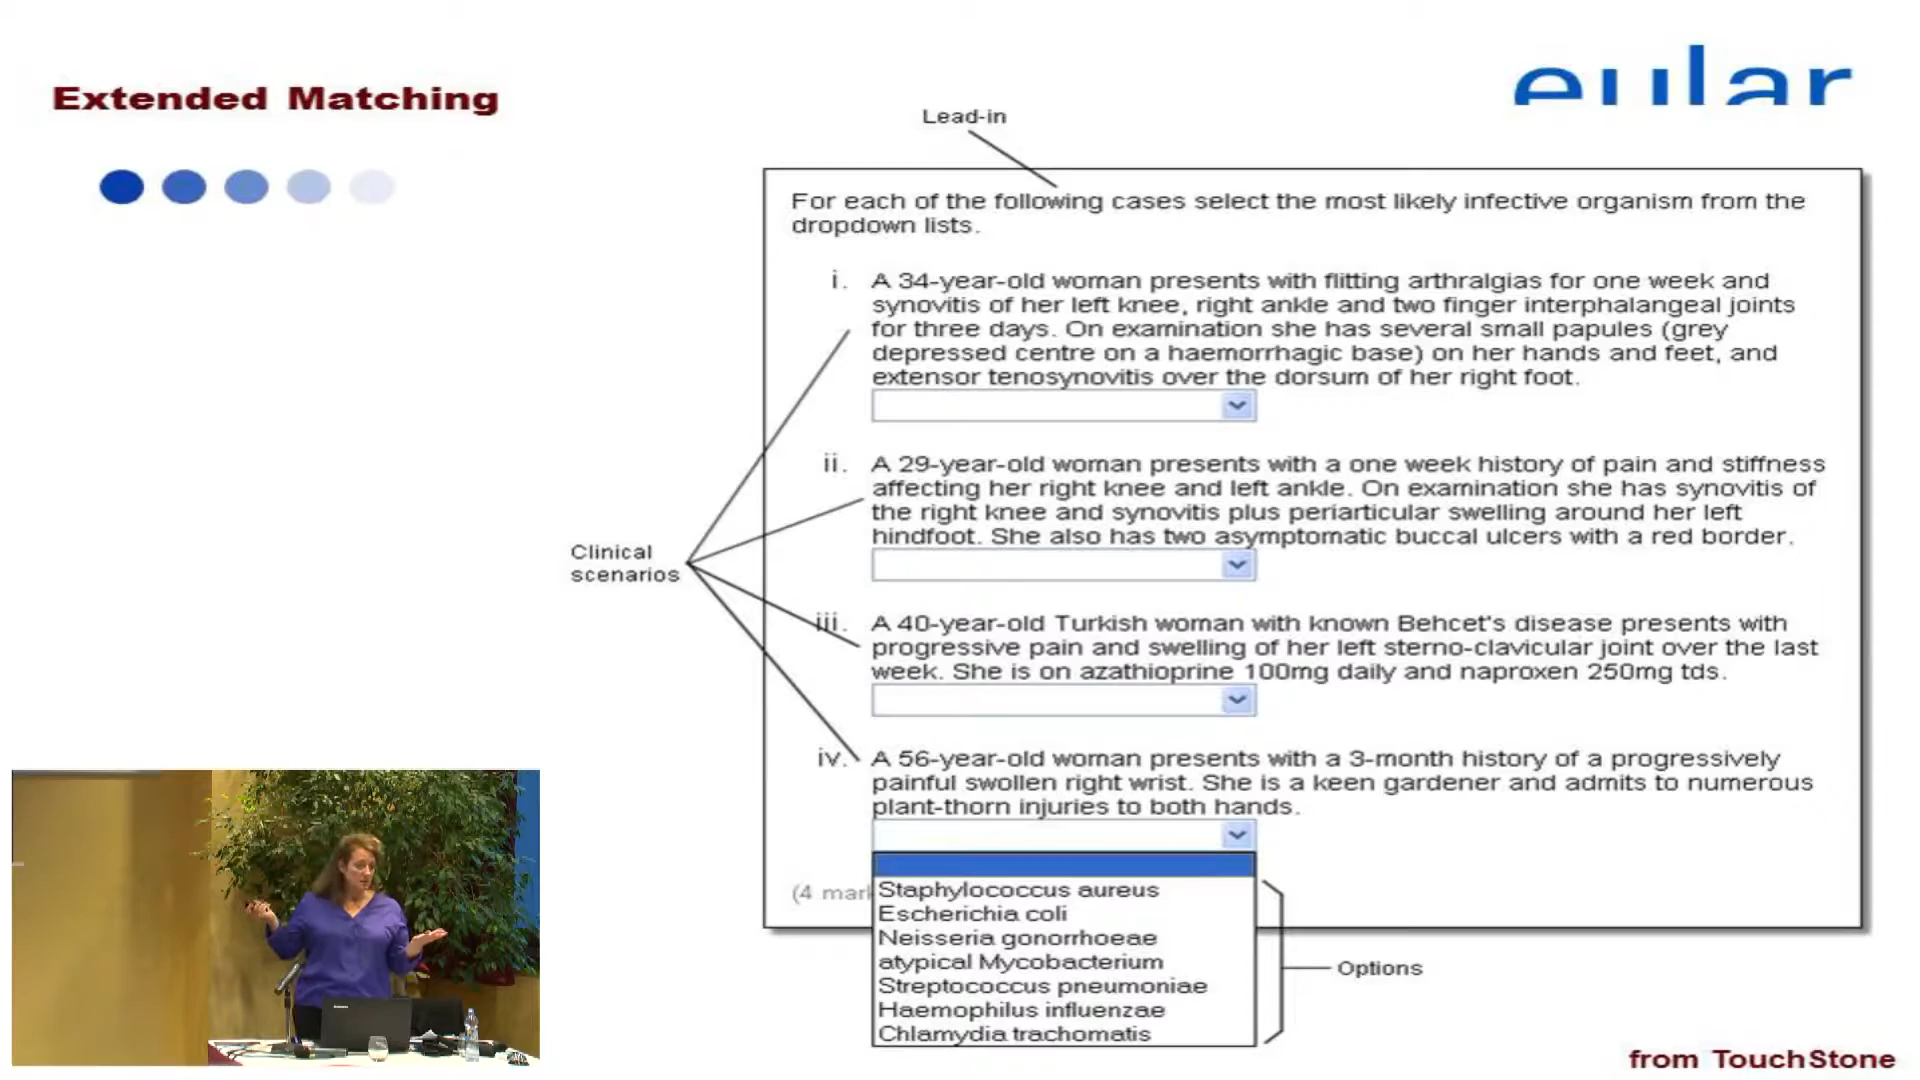 Extended Matching
eular
Lead-in
For each of the following cases select the most likely infective organism from the
dropdown lists.
i. A 34-year-old woman presents with flitting arthralgias for one week and
synovitis of her left knee, right ankle and two finger interphalangeal joints
for three days. On examination she has several small papules (grey
depressed centre on a haemorrhagic base) on her hands and feet, and
extensor tenosynovitis over the dorsum of her right foot.
ii. A 29-year-old woman presents with a one week history of pain and stiffness
affecting her right knee and left ankle. On examination she has synovitis of
the right knee and synovitis plus periarticular swelling around her left
hindfoot. She also has two asymptomatic buccal ulcers with a red border.
Clinical
scenarios
iii. A 40-year-old Turkish woman with known Behcet's disease presents with
progressive pain and swelling of her left sterno-clavicular joint over the last
week. She is on azathioprine 100mg daily and naproxen 250mg tds.
iv. A 56-year-old woman presents with a 3-month history of a progressively
painful swollen right wrist. She is a keen gardener and admits to numerous
plant-thorn injuries to both hands.
(4 mark
Staphylococcus aureus
Escherichia coli
Neisseria gonorrhoeae
atypical Mycobacterium
Streptococcus pneumoniae
Haemophilus influenzae
Chlamydia trachomatis
Options
from TouchStone